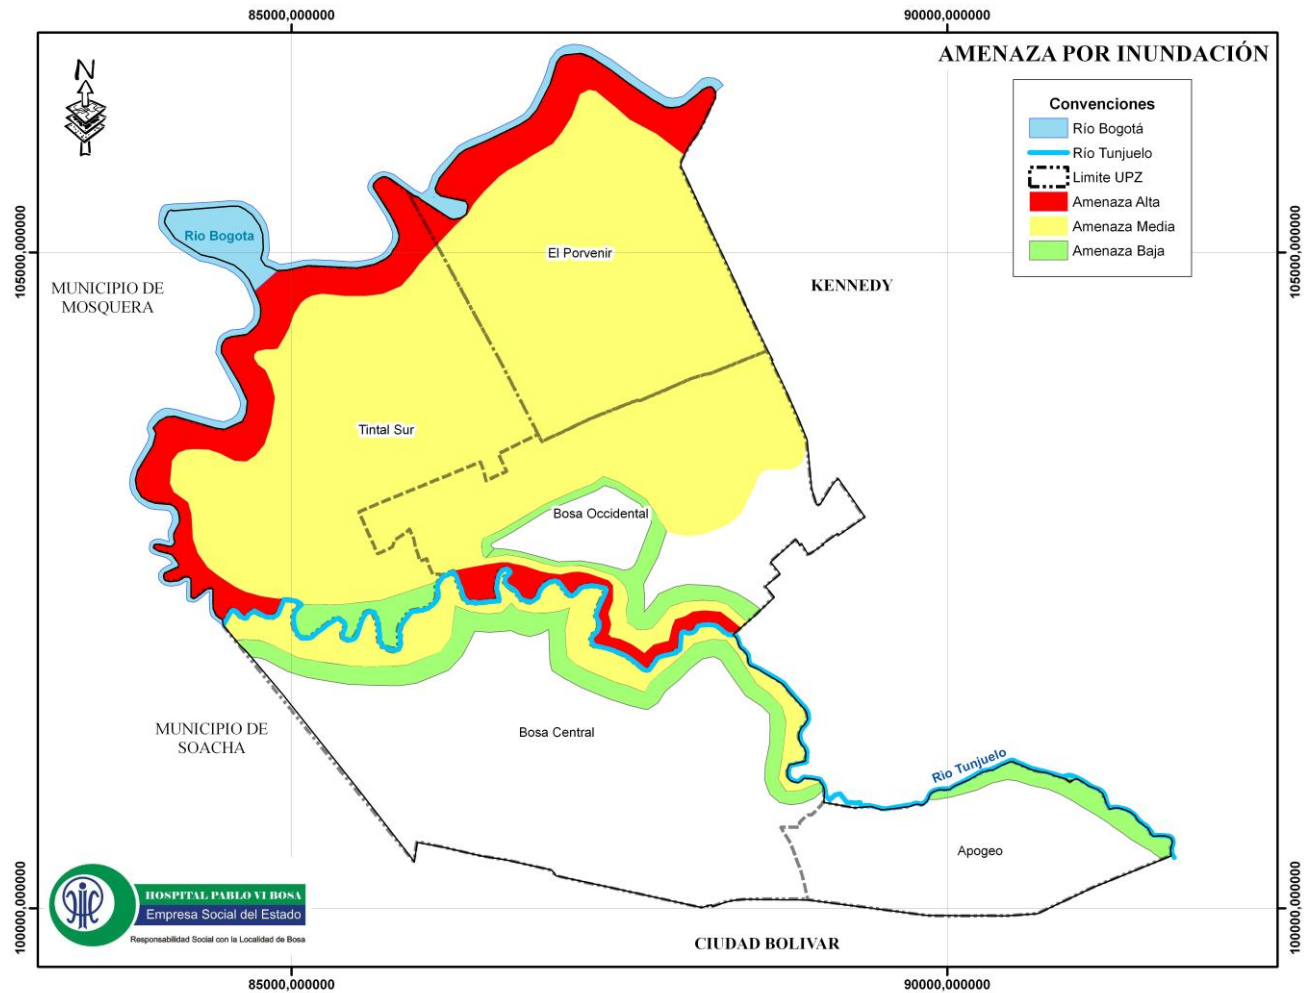 85000,000000
90000,000000
AMENAZA POR INUNDACIÓN
N
Convenciones
Río Bogotá
Río Tunjuelo
Limite UPZ
Amenaza Alta
Amenaza Media
Amenaza Baja
105000,000000
105000,000000
Rio Bogota
El Porvenir
KENNEDY
MUNICIPIO DE
MOSQUERA
Tintal Sur
Bosa Occidental
MUNICIPIO DE
SOACHA
Bosa Central
Rio Tunjuelo
Apogeo
HOSPITAL PABLO VI BOSA
Empresa Social del Estado
Responsabilidad Social con la Localidad de Bosa
CIUDAD BOLIVAR
100000,000000
100000,000000
85000,000000
90000,000000